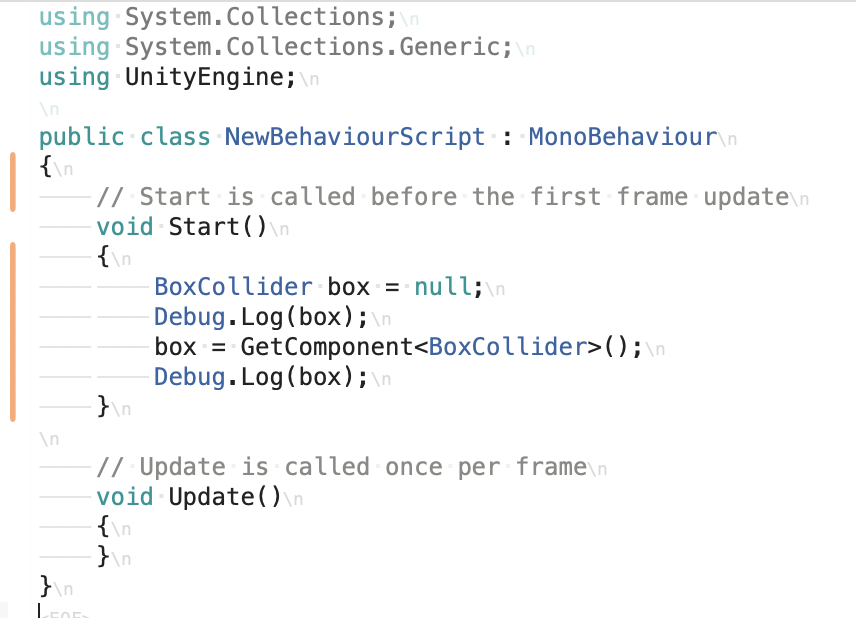 using System.Collections;\n
using System.Collections.Generic;\n
using UnityEngine;\n
\n
public class NewBehaviourScript : MonoBehaviour\n
{\n
// Start is called before the first frame update\n
void Start()\n
{\n
BoxCollider box = null;\n
Debug.Log(box);\n
box = GetComponent<BoxCollider>();\n
Debug.Log(box);\n
}\n
\n
// Update is called once per frame\n
void Update()\n
{\n
}\n
}\n
<EOF>